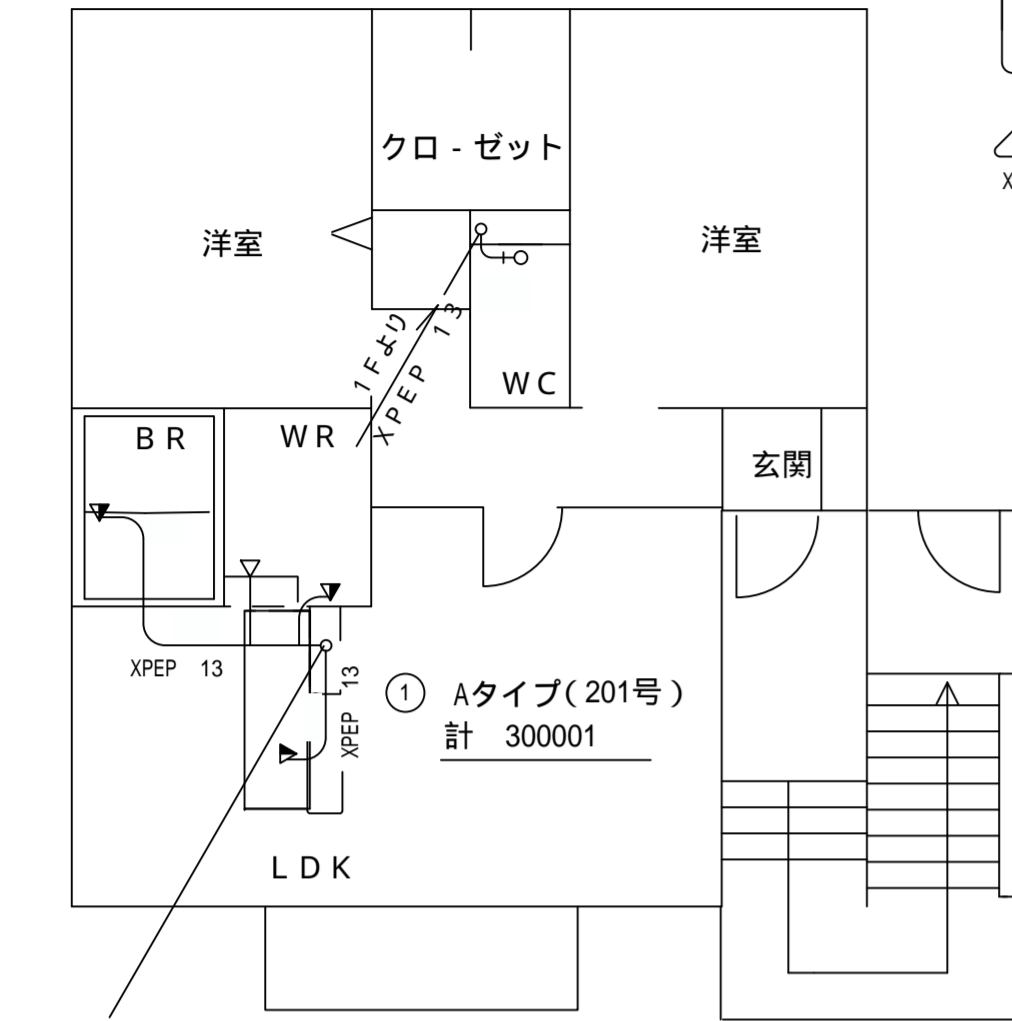 クロ-ゼット
洋室
洋室
1Fより
XPEP 13
WC
BR
WR
玄関
XPEP 13
XPEP 13
1 Aタイプ(201号)
計 300001
LDK
X